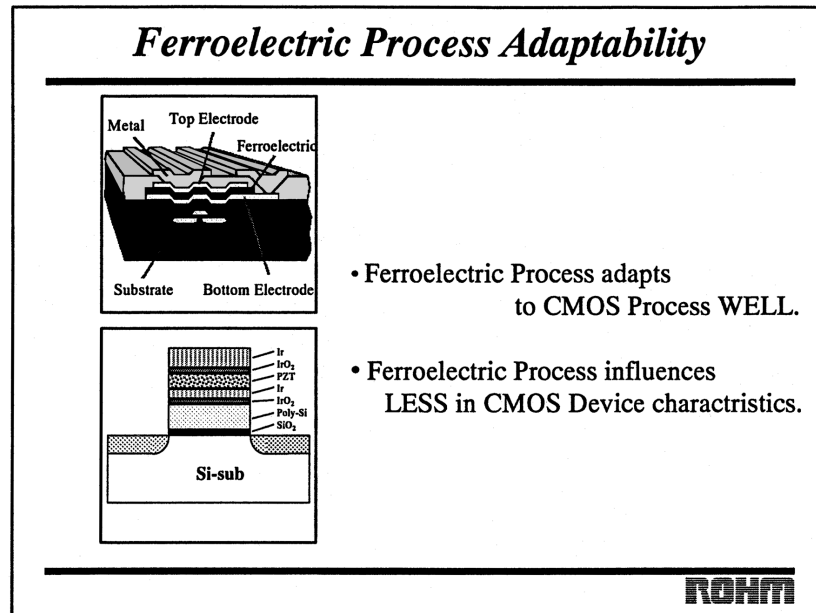 Ferroelectric Process Adaptability
Metal
Top Electrode
Ferroelectric
Substrate
Bottom Electrode
Ir
IrO₂
PZT
Ir
IrO₂
Poly-Si
SiO₂
Si-sub
• Ferroelectric Process adapts
to CMOS Process WELL.
• Ferroelectric Process influences
LESS in CMOS Device charactristics.
ROHM